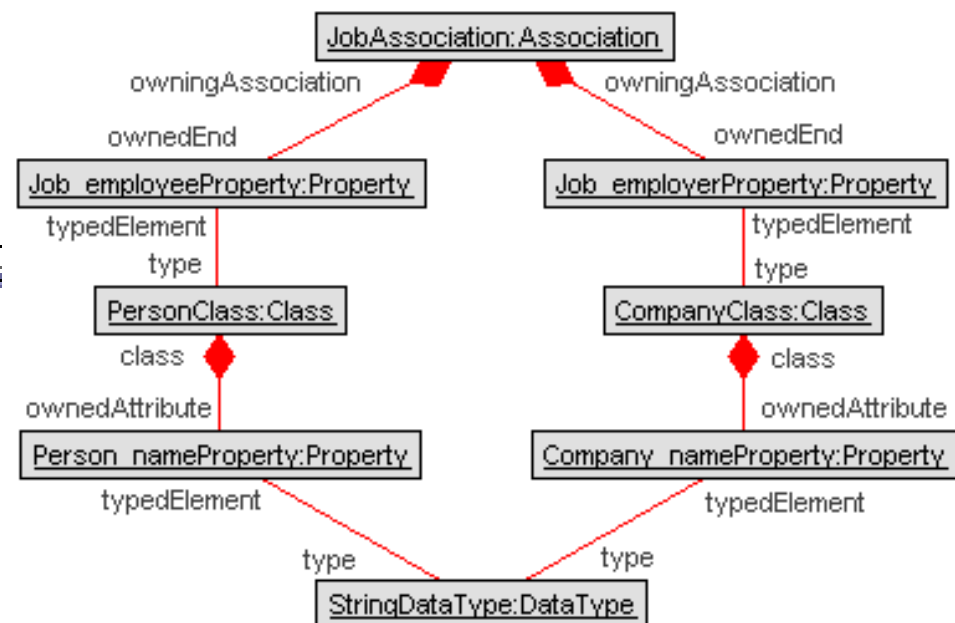 JobAssociation:Association
owningAssociation owningAssociation
ownedEnd ownedEnd
Job_employeeProperty:Property Job_employerProperty:Property
typedElement typedElement
type type
PersonClass:Class CompanyClass:Class
class class
ownedAttribute ownedAttribute
Person_nameProperty:Property Company_nameProperty:Property
typedElement typedElement
type type
StringDataType:DataType